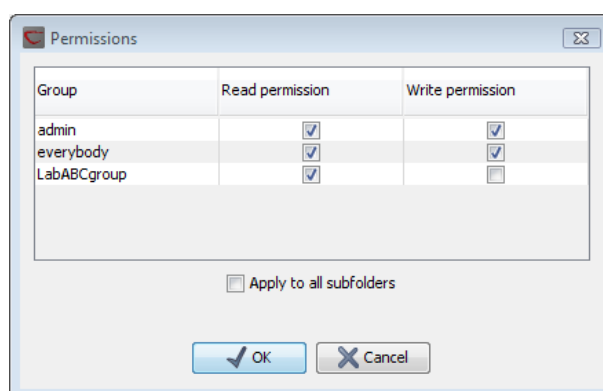 Permissions
Group Read permission Write permission
admin
everybody
LabABCgroup
Apply to all subfolders
OK Cancel